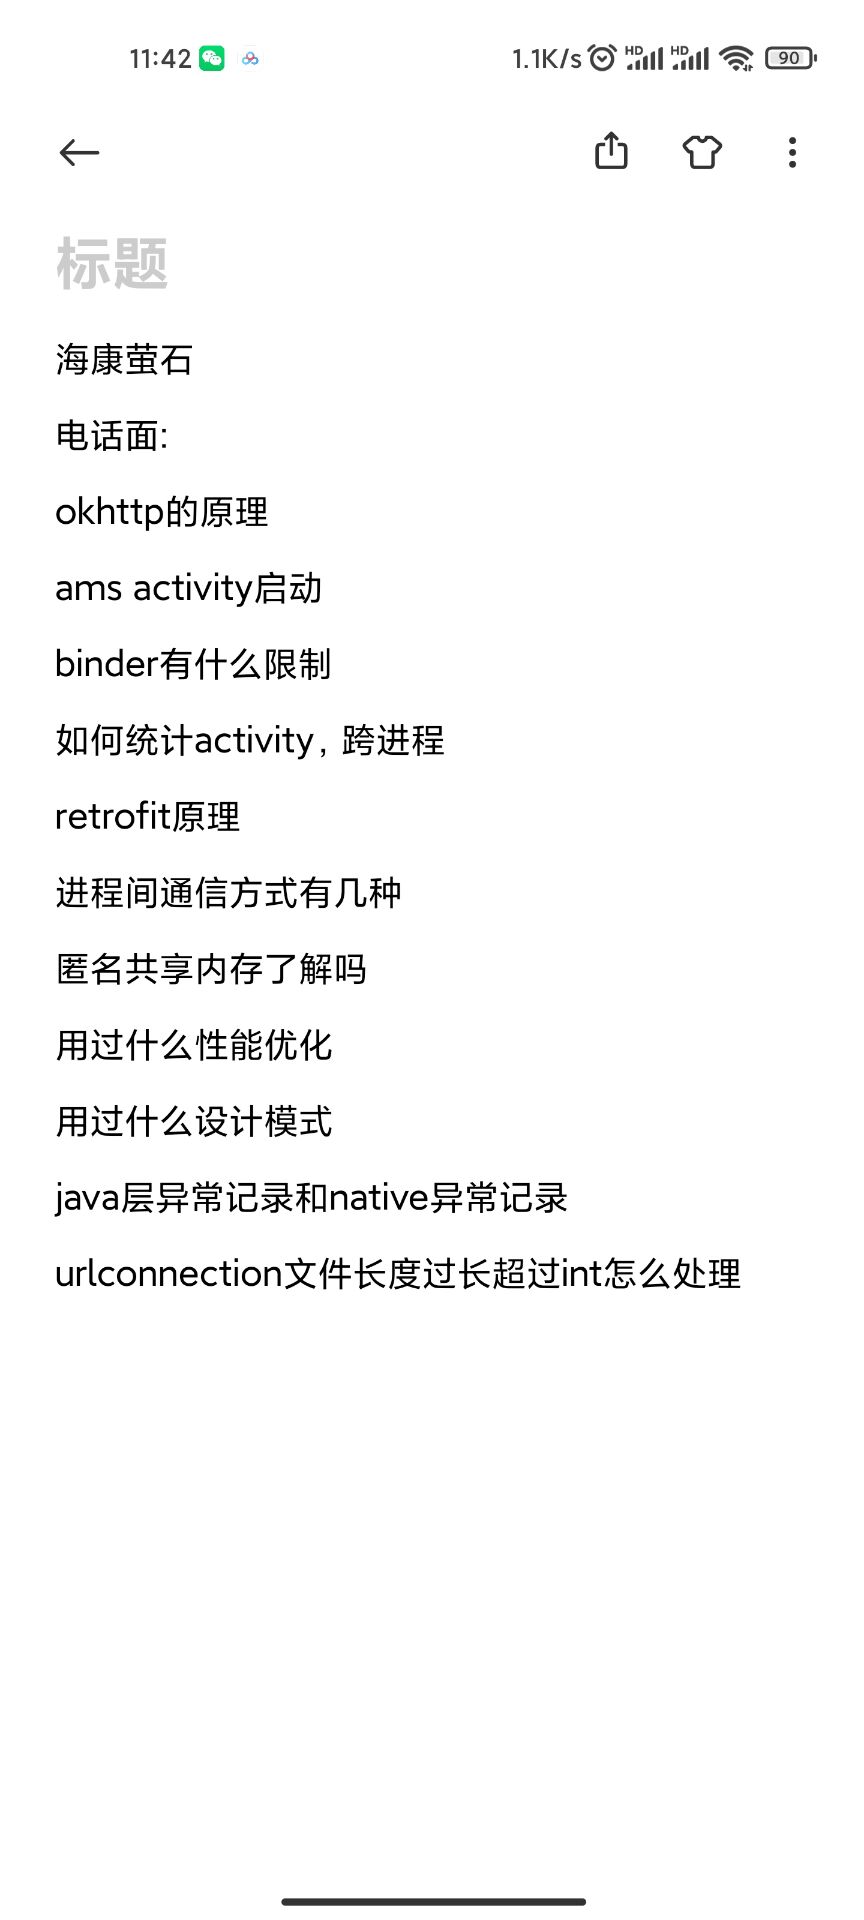 11:42
1.1K/s HD HD 90
标题
海康萤石
电话面:
okhttp的原理
ams activity启动
binder有什么限制
如何统计activity, 跨进程
retrofit原理
进程间通信方式有几种
匿名共享内存了解吗
用过什么性能优化
用过什么设计模式
java层异常记录和native异常记录
urlconnection文件长度过长超过int怎么处理